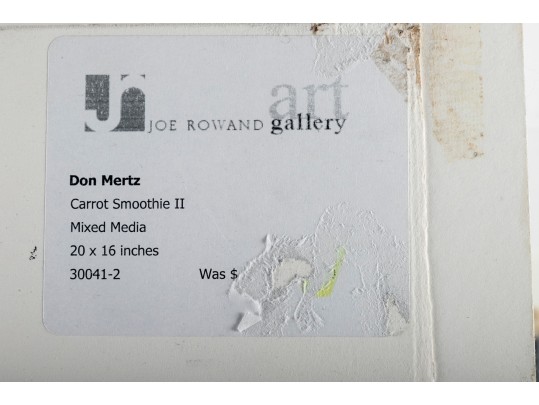 jr
art
JOE ROWAND gallery
Don Mertz
Carrot Smoothie II
Mixed Media
20 x 16 inches
30041-2 Was $